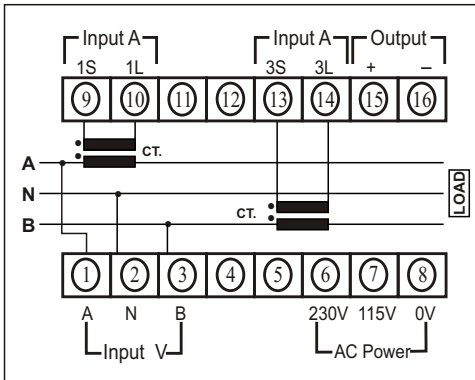 Input A Input A Output
1S 1L 3S 3L + –
9 10 11 12 13 14 15 16
CT.
A
N
LOAD
CT.
B
1 2 3 4 5 6 7 8
A N B 230V 115V 0V
Input V AC Power